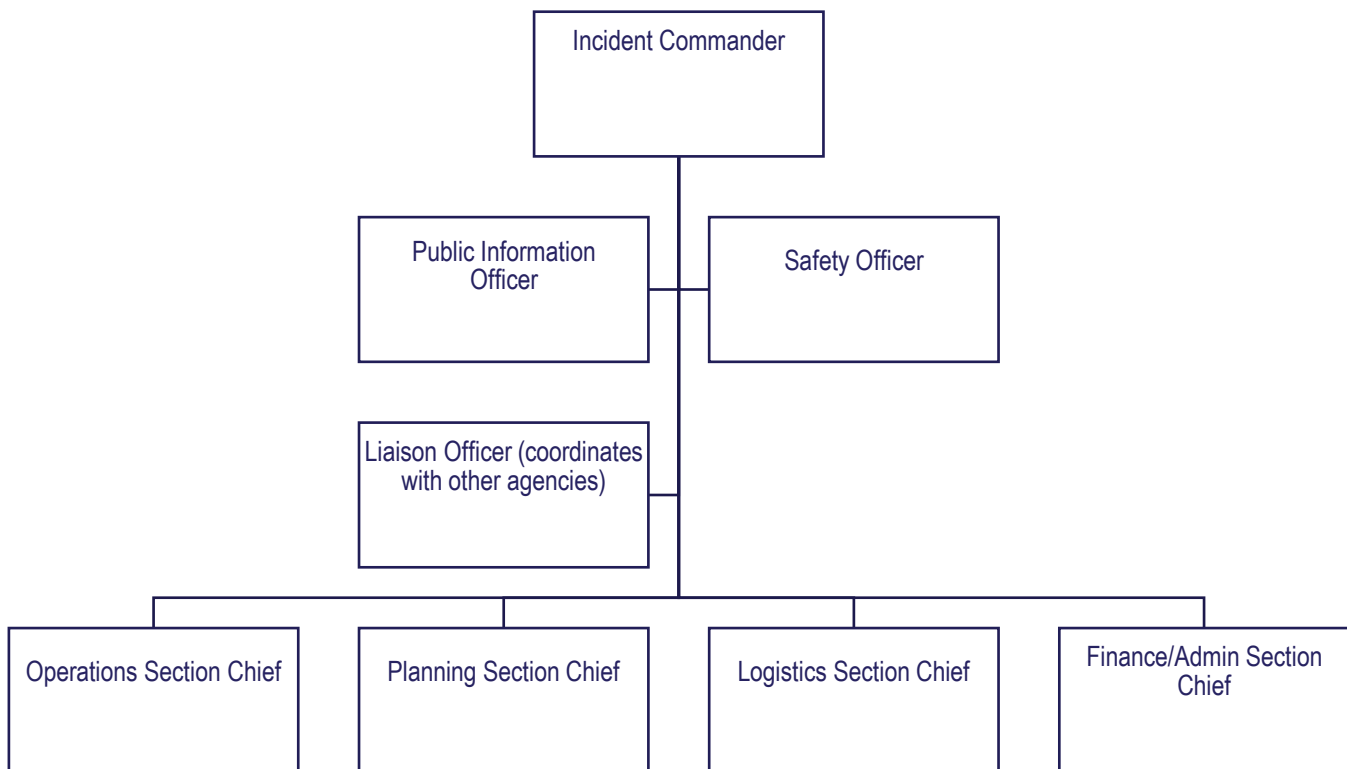 Incident Commander
Public Information
Officer
Safety Officer
Liaison Officer (coordinates
with other agencies)
Operations Section Chief
Planning Section Chief
Logistics Section Chief
Finance/Admin Section
Chief